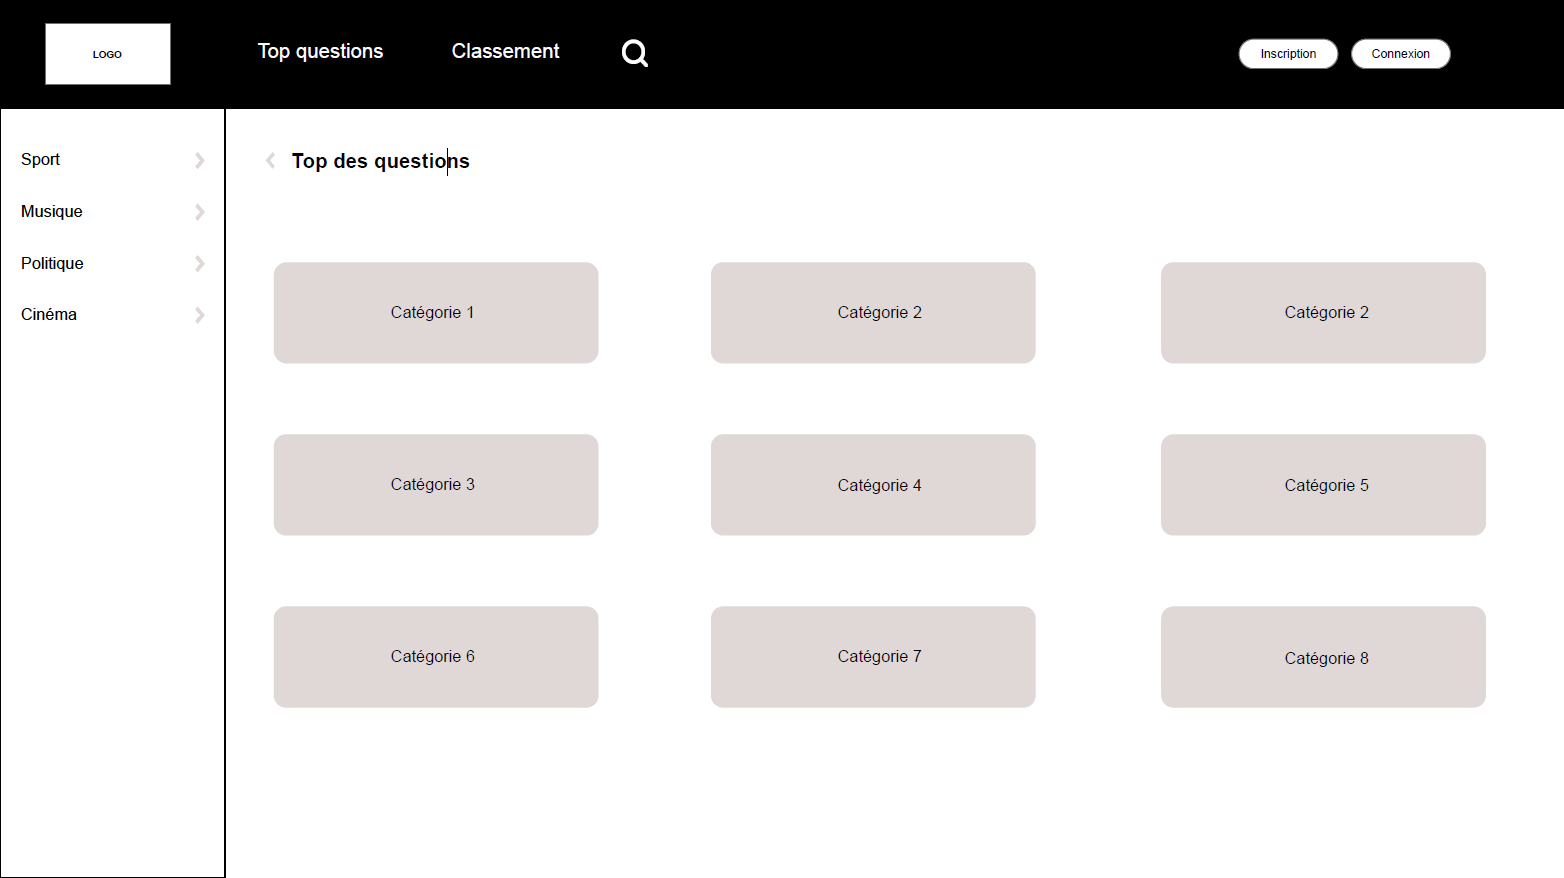 LOGO
Top questions
Classement
Inscription
Connexion
Sport
Musique
Politique
Cinéma
Top des questions
Catégorie 1
Catégorie 2
Catégorie 2
Catégorie 3
Catégorie 4
Catégorie 5
Catégorie 6
Catégorie 7
Catégorie 8